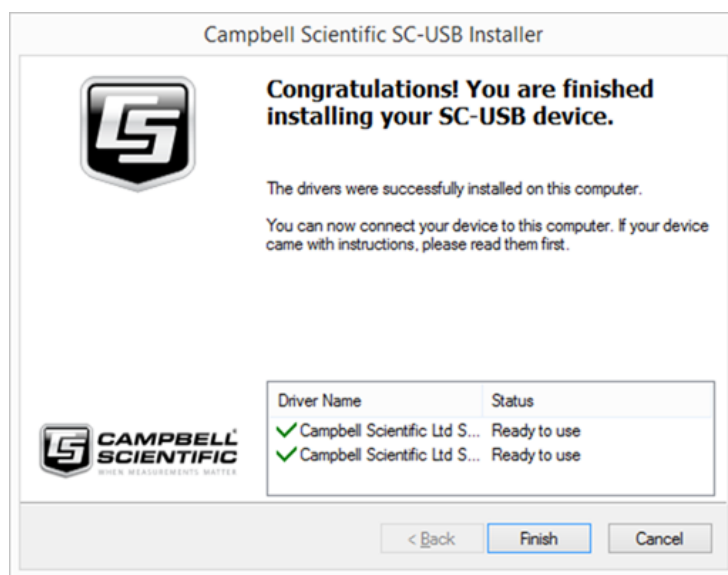 Campbell Scientific SC-USB Installer
Congratulations! You are finished
installing your SC-USB device.
The drivers were successfully installed on this computer.
You can now connect your device to this computer. If your device
came with instructions, please read them first.
Driver Name Status
Campbell Scientific Ltd S... Ready to use
Campbell Scientific Ltd S... Ready to use
CAMPBELL
SCIENTIFIC
WHEN MEASUREMENTS MATTER
< Back Finish Cancel